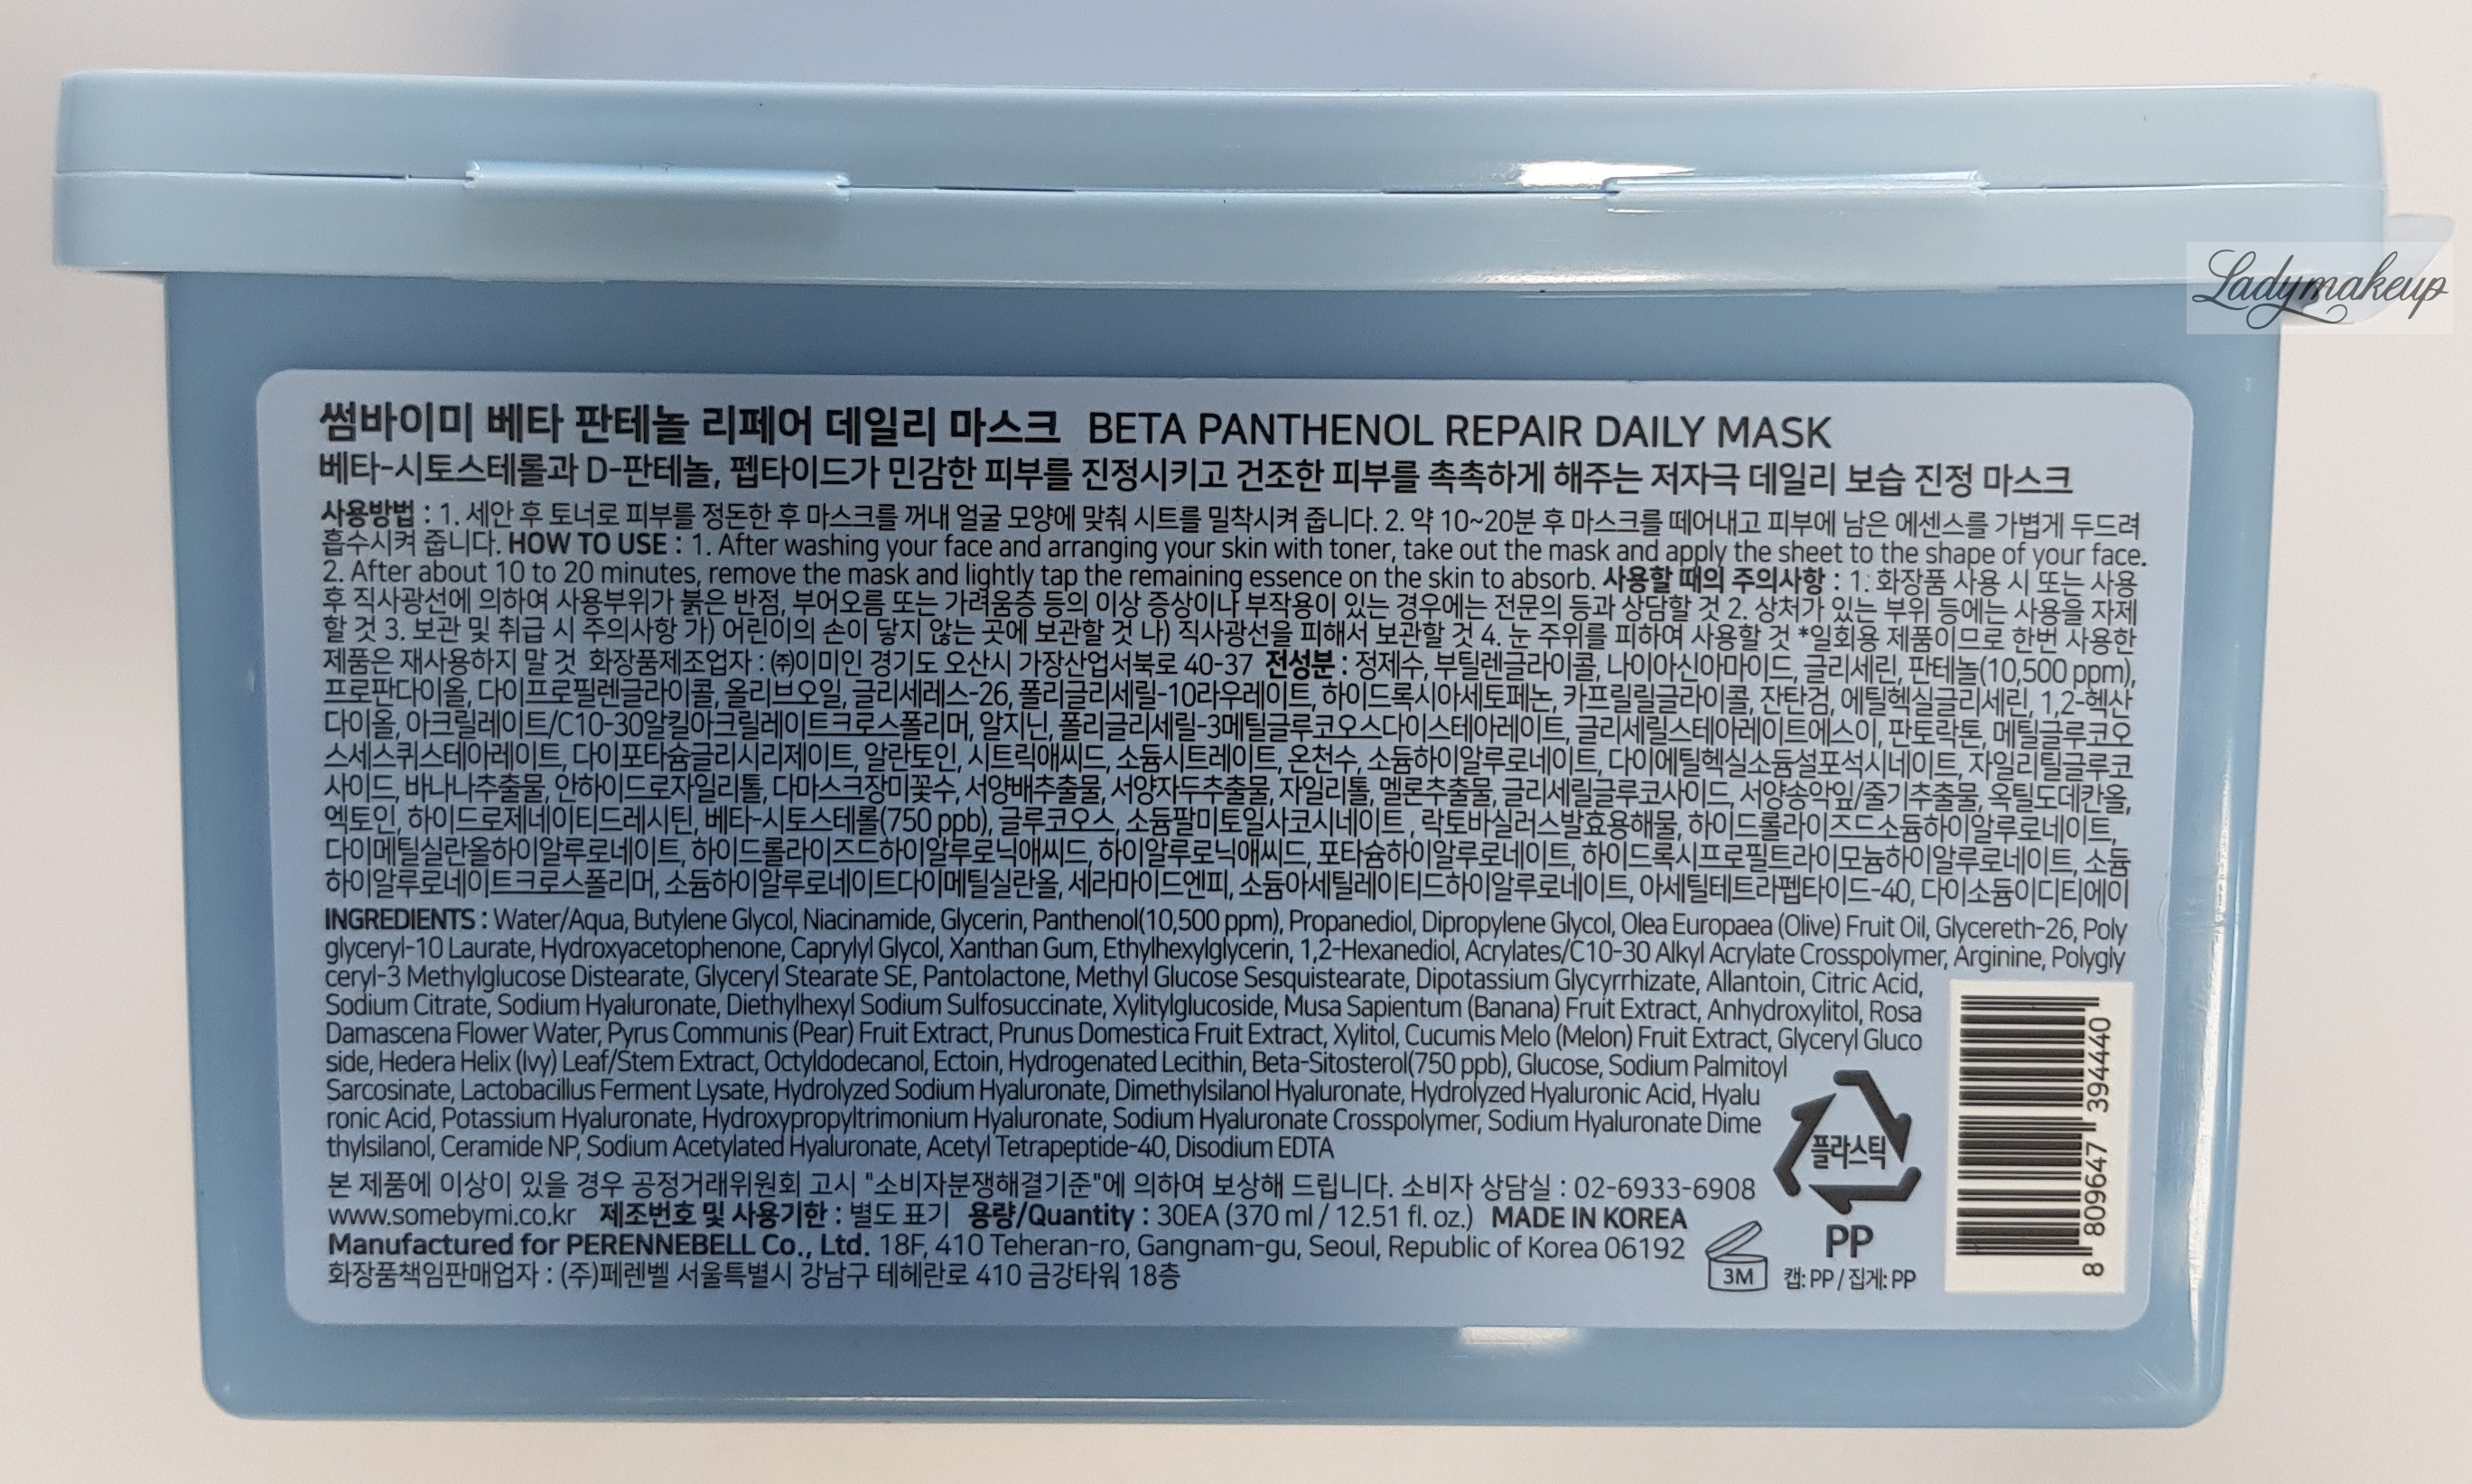 Ladymakeup
썸바이미 베타 판테놀 리페어 데일리 마스크 BETA PANTHENOL REPAIR DAILY MASK
베타-시토스테롤과 D-판테놀, 펩타이드가 민감한 피부를 진정시키고 건조한 피부를 촉촉하게 해주는 저자극 데일리 보습 진정 마스크
사용방법 : 1. 세안 후 토너로 피부를 정돈한 후 마스크를 꺼내 얼굴 모양에 맞춰 시트를 밀착시켜 줍니다. 2. 약 10~20분 후 마스크를 떼어내고 피부에 남은 에센스를 가볍게 두드려
흡수시켜 줍니다. HOW TO USE : 1. After washing your face and arranging your skin with toner, take out the mask and apply the sheet to the shape of your face.
2. After about 10 to 20 minutes, remove the mask and lightly tap the remaining essence on the skin to absorb. 사용할 때의 주의사항 : 1. 화장품 사용 시 또는 사용
후 직사광선에 의하여 사용부위가 붉은 반점, 부어오름 또는 가려움증 등의 이상 증상이나 부작용이 있는 경우에는 전문의 등과 상담할 것 2. 상처가 있는 부위 등에는 사용을 자제
할 것 3. 보관 및 취급 시 주의사항 가) 어린이의 손이 닿지 않는 곳에 보관할 것 나) 직사광선을 피해서 보관할 것 4. 눈 주위를 피하여 사용할 것 *일회용 제품이므로 한번 사용한
제품은 재사용하지 말 것 화장품제조업자 : ㈜이미인 경기도 오산시 가장산업서북로 40-37 전성분 : 정제수, 부틸렌글라이콜, 나이아신아마이드, 글리세린, 판테놀(10,500 ppm),
프로판다이올, 다이프로필렌글라이콜, 올리브오일, 글리세레스-26, 폴리글리세릴-10라우레이트, 하이드록시아세토페논, 카프릴릴글라이콜, 잔탄검, 에틸헥실글리세린, 1,2-헥산
다이올, 아크릴레이트/C10-30알킬아크릴레이트크로스폴리머, 알지닌, 폴리글리세릴-3메틸글루코오스다이스테아레이트, 글리세릴스테아레이트에스이, 판토락톤, 메틸글루코오
스세스퀴스테아레이트, 다이포타슘글리시리제이트, 알란토인, 시트릭애씨드, 소듐시트레이트, 온천수, 소듐하이알루로네이트, 다이에틸헥실소듐설포석시네이트, 자일리틸글루코
사이드, 바나나추출물, 안하이드로자일리톨, 다마스크장미꽃수, 서양배추출물, 서양자두추출물, 자일리톨, 멜론추출물, 글리세릴글루코사이드, 서양송악잎/줄기추출물, 옥틸도데칸올,
엑토인, 하이드로제네이티드레시틴, 베타-시토스테롤(750 ppb), 글루코오스, 소듐팔미토일사코시네이트 , 락토바실러스발효용해물, 하이드롤라이즈드소듐하이알루로네이트,
다이메틸실란올하이알루로네이트, 하이드롤라이즈드하이알루로닉애씨드, 하이알루로닉애씨드, 포타슘하이알루로네이트, 하이드록시프로필트라이모늄하이알루로네이트, 소듐
하이알루로네이트크로스폴리머, 소듐하이알루로네이트다이메틸실란올, 세라마이드엔피, 소듐아세틸레이티드하이알루로네이트, 아세틸테트라펩타이드-40, 다이소듐이디티에이
INGREDIENTS : Water/Aqua, Butylene Glycol, Niacinamide, Glycerin, Panthenol(10,500 ppm), Propanediol, Dipropylene Glycol, Olea Europaea (Olive) Fruit Oil, Glycereth-26, Poly
glyceryl-10 Laurate, Hydroxyacetophenone, Caprylyl Glycol, Xanthan Gum, Ethylhexylglycerin, 1,2-Hexanediol, Acrylates/C10-30 Alkyl Acrylate Crosspolymer, Arginine, Polygly
ceryl-3 Methylglucose Distearate, Glyceryl Stearate SE, Pantolactone, Methyl Glucose Sesquistearate, Dipotassium Glycyrrhizate, Allantoin, Citric Acid,
Sodium Citrate, Sodium Hyaluronate, Diethylhexyl Sodium Sulfosuccinate, Xylitylglucoside, Musa Sapientum (Banana) Fruit Extract, Anhydroxylitol, Rosa
Damascena Flower Water, Pyrus Communis (Pear) Fruit Extract, Prunus Domestica Fruit Extract, Xylitol, Cucumis Melo (Melon) Fruit Extract, Glyceryl Gluco
side, Hedera Helix (Ivy) Leaf/Stem Extract, Octyldodecanol, Ectoin, Hydrogenated Lecithin, Beta-Sitosterol(750 ppb), Glucose, Sodium Palmitoyl
Sarcosinate, Lactobacillus Ferment Lysate, Hydrolyzed Sodium Hyaluronate, Dimethylsilanol Hyaluronate, Hydrolyzed Hyaluronic Acid, Hyalu
ronic Acid, Potassium Hyaluronate, Hydroxypropyltrimonium Hyaluronate, Sodium Hyaluronate Crosspolymer, Sodium Hyaluronate Dime
thylsilanol, Ceramide NP, Sodium Acetylated Hyaluronate, Acetyl Tetrapeptide-40, Disodium EDTA
본 제품에 이상이 있을 경우 공정거래위원회 고시 "소비자분쟁해결기준"에 의하여 보상해 드립니다. 소비자 상담실 : 02-6933-6908
www.somebymi.co.kr 제조번호 및 사용기한 : 별도 표기 용량/Quantity : 30EA (370 ml / 12.51 fl. oz.) MADE IN KOREA
Manufactured for PERENNEBELL Co., Ltd. 18F, 410 Teheran-ro, Gangnam-gu, Seoul, Republic of Korea 06192
화장품책임판매업자 : (주)페렌벨 서울특별시 강남구 테헤란로 410 금강타워 18층
3M
플라스틱
PP
캡: PP / 집게: PP
8 809647 394440